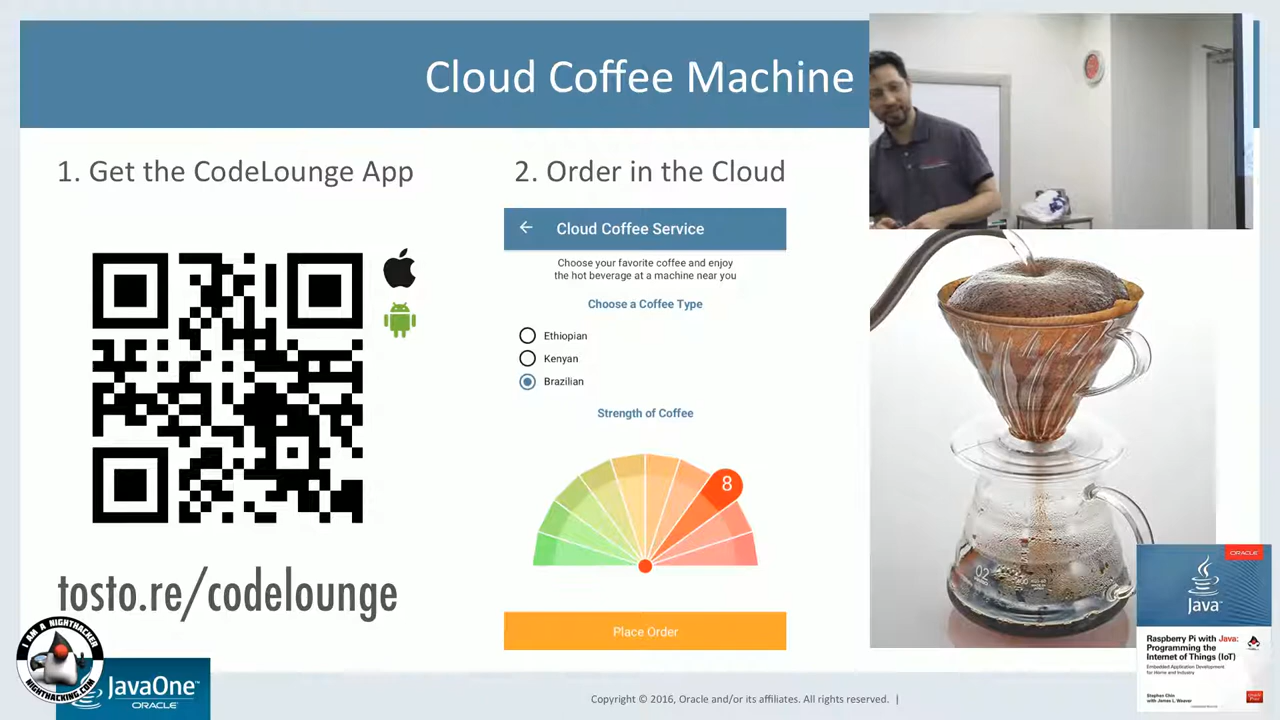 Cloud Coffee Machine
1. Get the CodeLounge App
tosto.re/codelounge
2. Order in the Cloud
Cloud Coffee Service
Choose your favorite coffee and enjoy
the hot beverage at a machine near you
Choose a Coffee Type
Ethiopian
Kenyan
Brazilian
Strength of Coffee
8
Place Order
02
I AM A NIGHTHACKER
NIGHTHACKING.COM
JavaOne™
ORACLE
Copyright © 2016, Oracle and/or its affiliates. All rights reserved. |
ORACLE
Java™
Raspberry Pi with Java:
Programming the
Internet of Things (IoT)
Embedded Application Development
for Home and Industry
Stephen Chin
with James L. Weaver